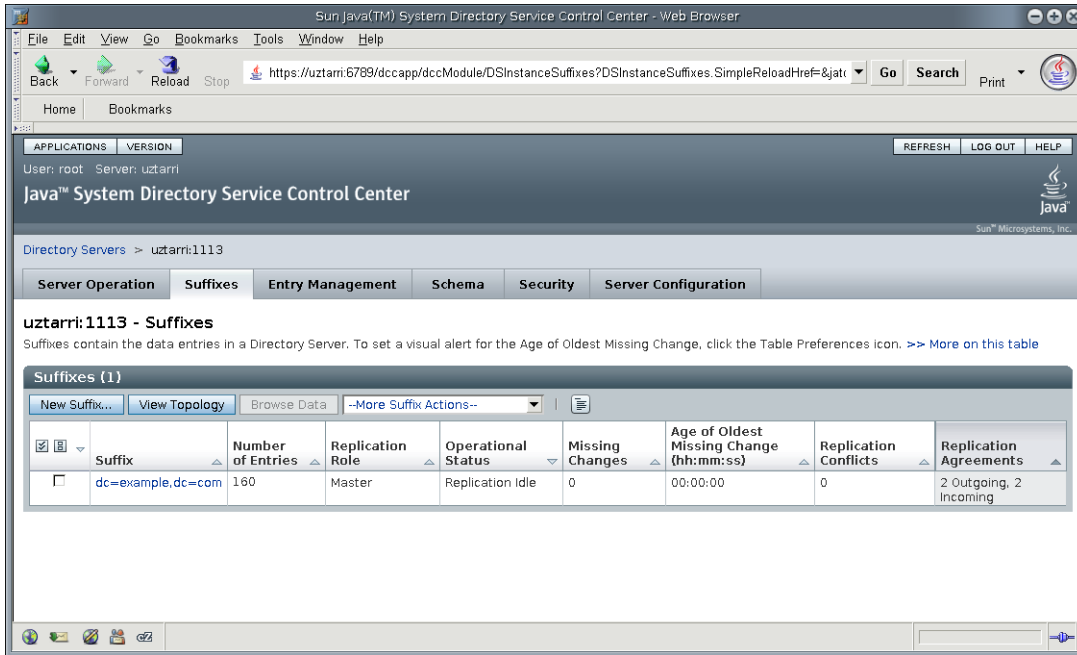 Sun Java(TM) System Directory Service Control Center - Web Browser
File Edit View Go Bookmarks Tools Window Help
Back Forward Reload Stop https://uztarri:6789/dccapp/dccModule/DSInstanceSuffixes?DSInstanceSuffixes.SimpleReloadHref=&jat Go Search Print
Home Bookmarks
APPLICATIONS VERSION REFRESH LOG OUT HELP
User: root Server: uztarri
Java™ System Directory Service Control Center
Java™
Sun™ Microsystems, Inc.
Directory Servers > uztarri:1113
Server Operation Suffixes Entry Management Schema Security Server Configuration
uztarri:1113 - Suffixes
Suffixes contain the data entries in a Directory Server. To set a visual alert for the Age of Oldest Missing Change, click the Table Preferences icon. >> More on this table
Suffixes (1)
New Suffix... View Topology Browse Data --More Suffix Actions--
Suffix
Number of Entries
Replication Role
Operational Status
Missing Changes
Age of Oldest Missing Change (hh:mm:ss)
Replication Conflicts
Replication Agreements
dc=example,dc=com 160 Master Replication Idle 0 00:00:00 0 2 Outgoing, 2 Incoming